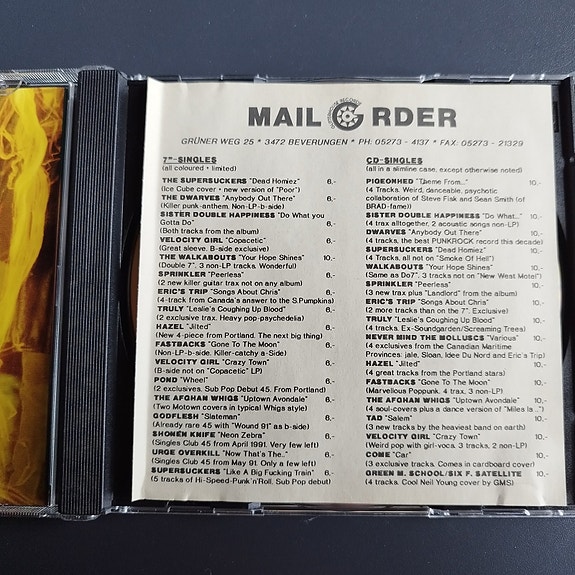 GLITTERHOUSE RECORDS
MAIL ORDER
GRÜNER WEG 25 * 3472 BEVERUNGEN * PH: 05273 - 4137 * FAX: 05273 - 21329
7"-SINGLES
(all coloured + limited)
THE SUPERSUCKERS "Dead Homiez" 6.-
(Ice Cube cover + new version of "Poor")
THE DWARVES "Anybody Out There" 6.-
(Killer punk-anthem. Non-LP-b-side)
SISTER DOUBLE HAPPINESS "Do What you
Gotta Do" 6.-
(Both tracks from the album)
VELOCITY GIRL "Copacetic" 6.-
(Great sleeve. B-side exclusive)
THE WALKABOUTS "Your Hope Shines" 10.-
(Double 7", 3 non-LP tracks. Wonderful)
SPRINKLER "Peerless" 6.-
(2 new killer guitar trax not on any album)
ERIC'S TRIP "Songs About Chris" 6.-
(4-track from Canada's answer to the S.Pumpkins)
TRULY "Leslie's Coughing Up Blood" 6.-
(2 exclusive trax. Heavy pop-psychedelia)
HAZEL "Jilted" 6.-
(New 4-piece from Portland. The next big thing)
FASTBACKS "Gone To The Moon" 6.-
(Non-LP-b-side. Killer-catchy a-Side)
VELOCITY GIRL "Crazy Town" 6.-
(B-side not on "Copacetic" LP)
POND "Wheel" 6.-
(2 exclusives. Sub Pop Debut 45. From Portland)
THE AFGHAN WHIGS "Uptown Avondale" 6.-
(Two Motown covers in typical Whigs style)
GODFLESH "Slateman" 6.-
(Already rare 45 with "Wound 91" as b-side)
SHONEN KNIFE "Neon Zebra" 6.-
(Singles Club 45 from April 1991. Very few left)
URGE OVERKILL "Now That's The.." 6.-
(Singles Club 45 from May 91. Only a few left)
SUPERSUCKERS "Like A Big Fucking Train" 6.-
(5 tracks of Hi-Speed-Punk'n'Roll. Sub Pop debut)
CD-SINGLES
(all in a slimline case, except otherwise noted)
PIGEONHED "Theme From..." 10.-
(4 Tracks. Weird, danceable, psychotic
collaboration of Steve Fisk and Sean Smith (of
BRAD-fame))
SISTER DOUBLE HAPPINESS "Do What..." 10.-
(4 trax alltogether, 2 acoustic songs non-LP)
DWARVES "Anybody Out There" 10.-
(4 tracks, the best PUNKROCK record this decade)
SUPERSUCKERS "Dead Homiez" 10.-
(4 Tracks, all not on "Smoke Of Hell")
WALKABOUTS "Your Hope Shines" 10.-
(Same as Do7". 3 tracks not on "New West Motel")
SPRINKLER "Peerless" 10.-
(3 new trax plus "Landlord" from the album)
ERIC'S TRIP "Songs About Chris" 10.-
(2 more tracks than on the 7". Exclusive)
TRULY "Leslie's Coughing Up Blood" 10.-
(4 tracks. Ex-Soundgarden/Screaming Trees)
NEVER MIND THE MOLLUSCS "Various" 10.-
(4 exclusives from the Canadian Maritime
Provinces: jale, Sloan, Idee Du Nord and Eric's Trip)
HAZEL "Jilted" 10.-
(4 great tracks from the Portland stars)
FASTBACKS "Gone To The Moon" 10.-
(Marvellous Poppunk. 4 trax, 3 non-LP)
THE AFGHAN WHIGS "Uptown Avondale" 10.-
(4 soul-covers plus a dance version of "Miles Ia...")
TAD "Salem" 10.-
(3 new tracks by the heaviest band on earth)
VELOCITY GIRL "Crazy Town" 10.-
(Weird pop with girl-voca. 3 tracks, 2 non-LP)
COME "Car" 10.-
(3 exclusive tracks. Comes in cardboard cover)
GREEN M. SCHOOL/SIX F. SATELLITE 10.-
(4 tracks. Cool Neil Young cover by GMS)